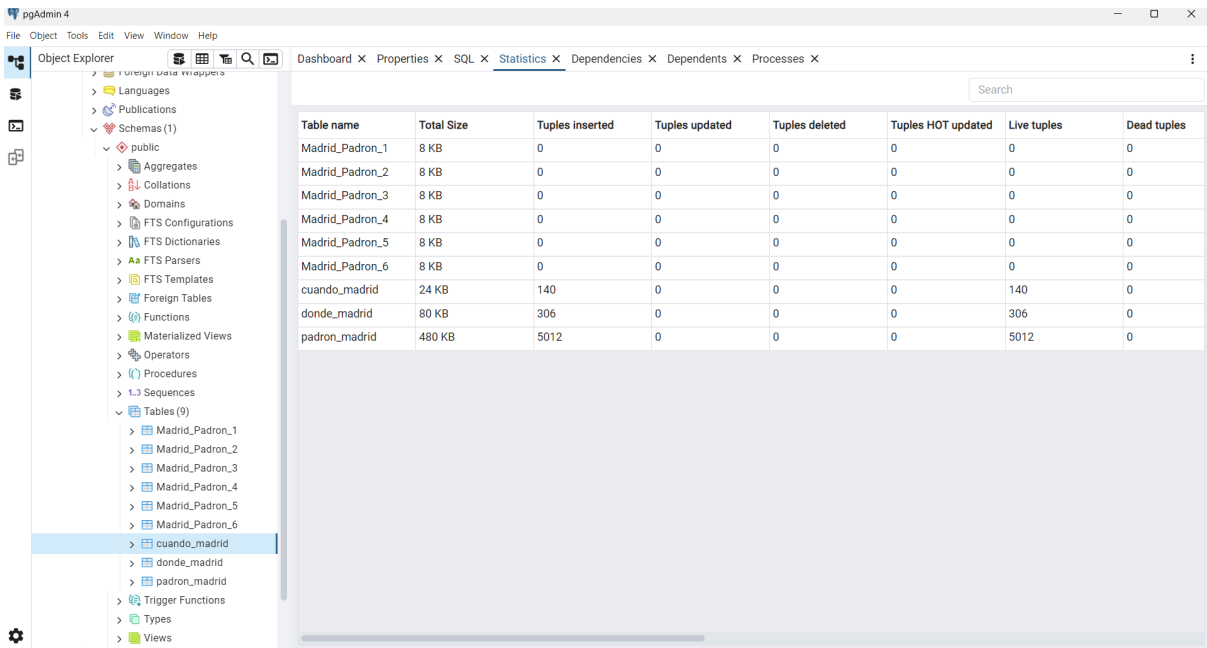 pgAdmin 4
File Object Tools Edit View Window Help
Object Explorer
Dashboard Properties SQL Statistics Dependencies Dependents Processes
Search
Foreign Data Wrappers
Languages
Publications
Schemas (1)
public
Aggregates
Collations
Domains
FTS Configurations
FTS Dictionaries
Aa FTS Parsers
FTS Templates
Foreign Tables
Functions
Materialized Views
Operators
Procedures
1..3 Sequences
Tables (9)
Madrid_Padron_1
Madrid_Padron_2
Madrid_Padron_3
Madrid_Padron_4
Madrid_Padron_5
Madrid_Padron_6
cuando_madrid
donde_madrid
padron_madrid
Trigger Functions
Types
Views
Table name Total Size Tuples inserted Tuples updated Tuples deleted Tuples HOT updated Live tuples Dead tuples
Madrid_Padron_1 8 KB 0 0 0 0 0 0
Madrid_Padron_2 8 KB 0 0 0 0 0 0
Madrid_Padron_3 8 KB 0 0 0 0 0 0
Madrid_Padron_4 8 KB 0 0 0 0 0 0
Madrid_Padron_5 8 KB 0 0 0 0 0 0
Madrid_Padron_6 8 KB 0 0 0 0 0 0
cuando_madrid 24 KB 140 0 0 0 140 0
donde_madrid 80 KB 306 0 0 0 306 0
padron_madrid 480 KB 5012 0 0 0 5012 0